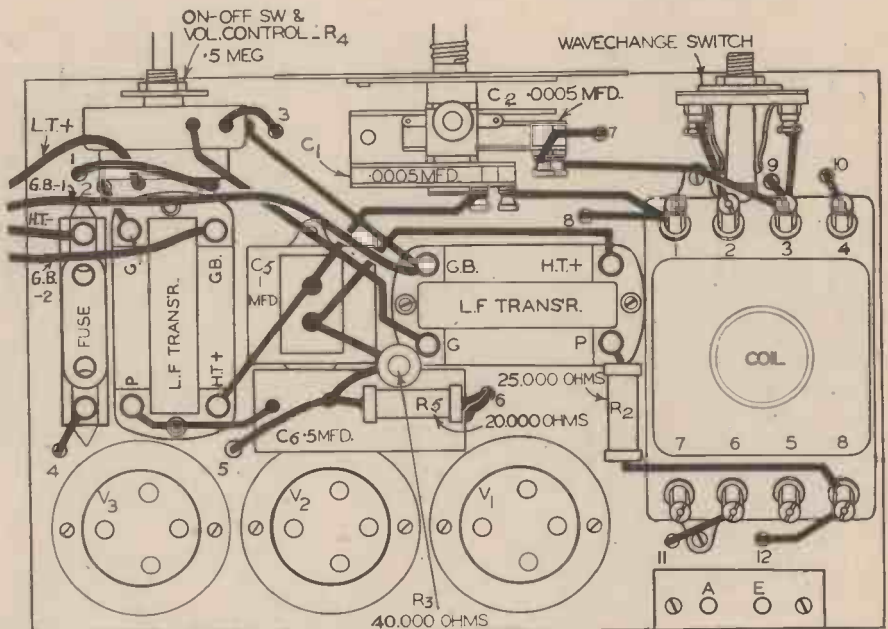 ON-OFF SW &
VOL. CONTROL - R4
.5 MEG
WAVECHANGE SWITCH
C2 .0005 MFD.
L.T.+
3
7
C1
.0005 MFD
1
G.B.-1
2
9
10
H.T.-
8
G.B.
-2
G.
G.B.
C5
1
MFD
G.B.
H.T.+
1
2
3
4
FUSE
L.F TRANS'R.
L.F TRANS'R.
COIL
G
P
P
H.T.+
25.000 OHMS
R2
R5
6
20.000 OHMS
C6 .5MFD.
4
5
7
6
5
8
V3
V2
V1
11
12
R3
40.000 OHMS
A
E